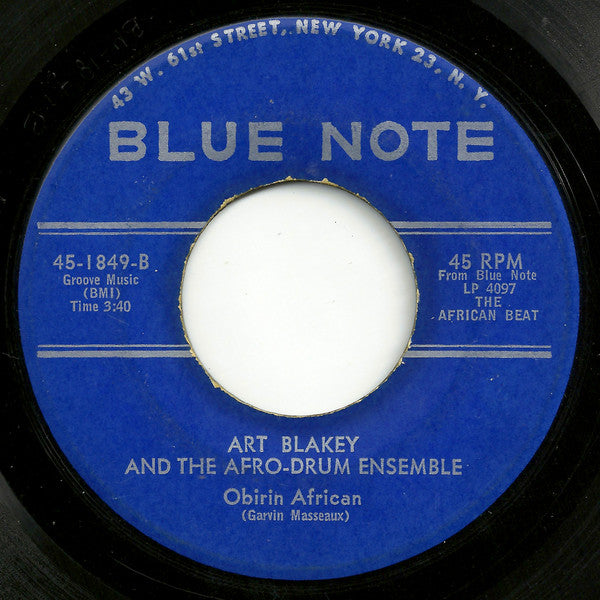 43 W. 61st STREET, NEW YORK 23, N. Y.
BLUE NOTE
45-1849-B
Groove Music
(BMI)
Time 3:40
45 RPM
From Blue Note
LP 4097
THE
AFRICAN BEAT
ART BLAKEY
AND THE AFRO-DRUM ENSEMBLE
Obirin African
(Garvin Masseaux)